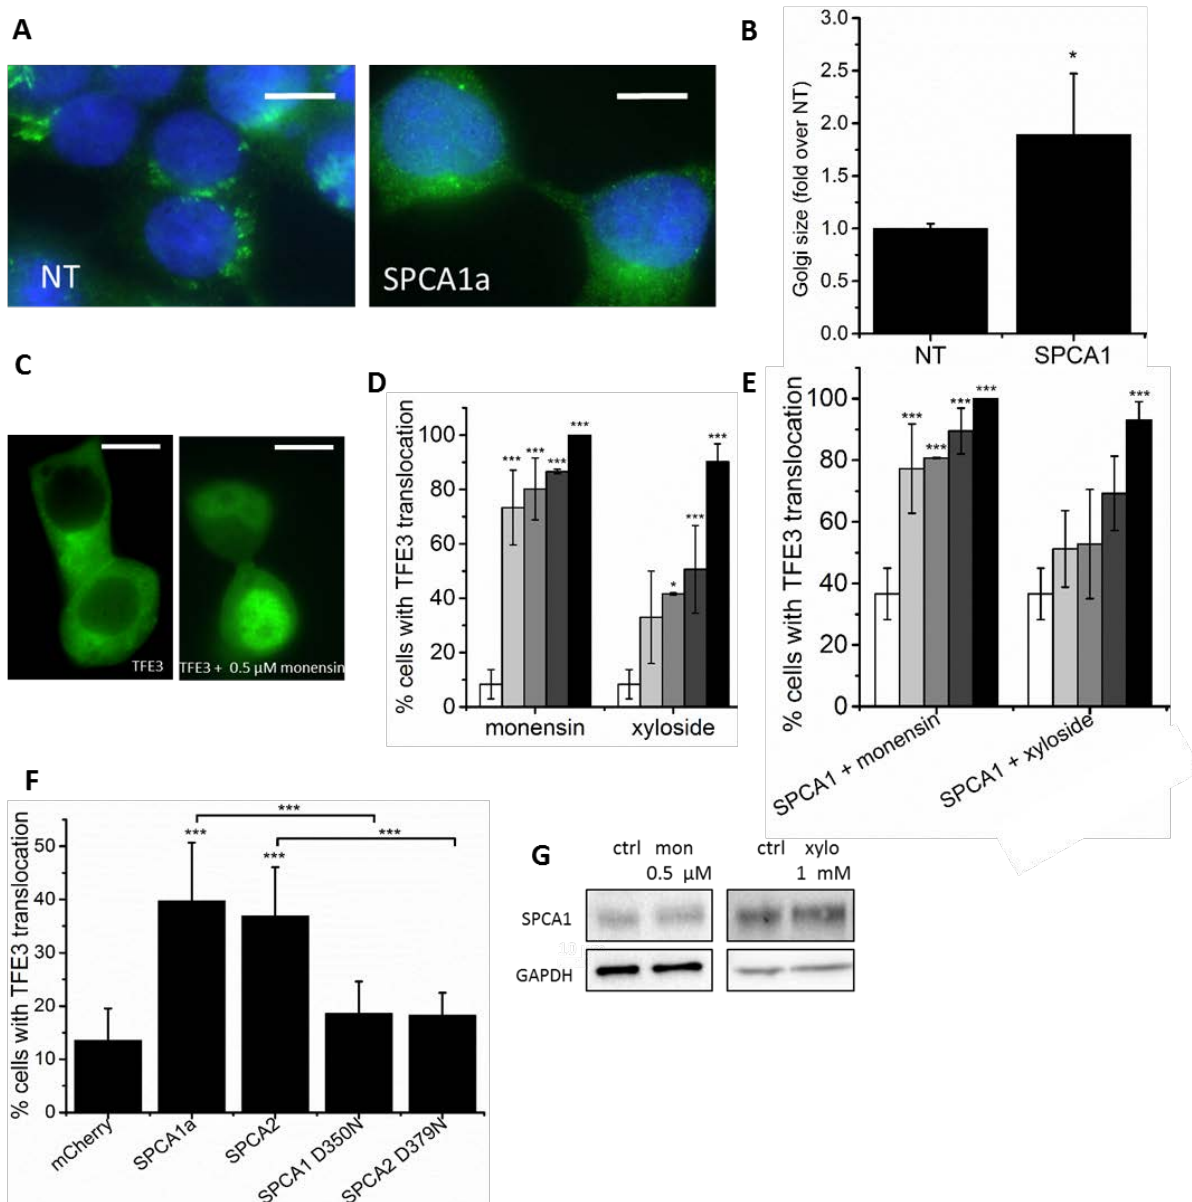 A
NT
SPCA1a
B
Golgi size (fold over NT)
3.0
2.5
2.0
1.5
1.0
0.5
0.0
*
NT SPCA1
C
TFE3
TFE3 + 0.5 µM monensin
D
% cells with TFE3 translocation
100
80
60
40
20
0
*** *** *** ***
* *** ***
monensin xyloside
E
% cells with TFE3 translocation
100
80
60
40
20
0
*** *** *** ***
***
SPCA1 + monensin
SPCA1 + xyloside
F
% cells with TFE3 translocation
50
40
30
20
10
0
***
***
***
***
mCherry
SPCA1a
SPCA2
SPCA1 D350N
SPCA2 D379N
G
ctrl mon
0.5 µM
ctrl xylo
1 mM
SPCA1
GAPDH